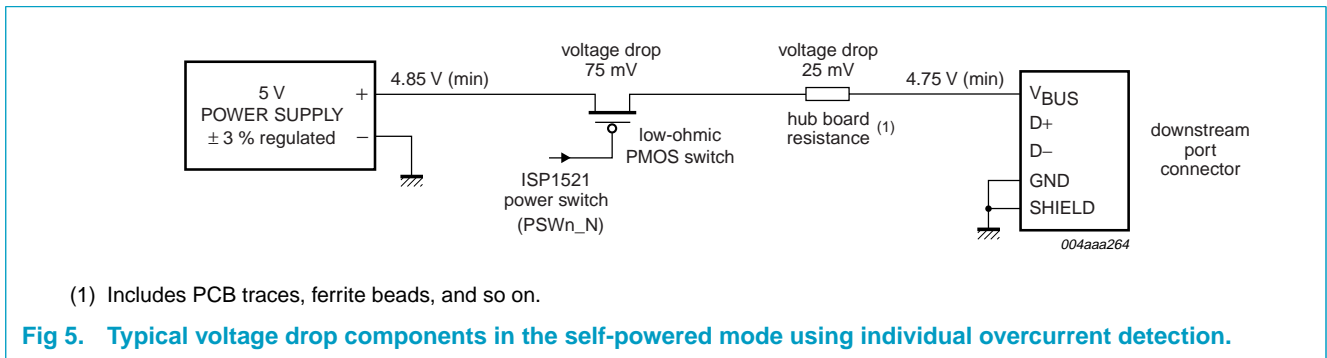 5 V
POWER SUPPLY
± 3 % regulated
+
−
4.85 V (min)
voltage drop
75 mV
low-ohmic
PMOS switch
ISP1521
power switch
(PSWn_N)
voltage drop
25 mV
hub board
resistance (1)
4.75 V (min)
VBUS
D+
D−
GND
SHIELD
downstream
port
connector
004aaa264
(1) Includes PCB traces, ferrite beads, and so on.
Fig 5. Typical voltage drop components in the self-powered mode using individual overcurrent detection.